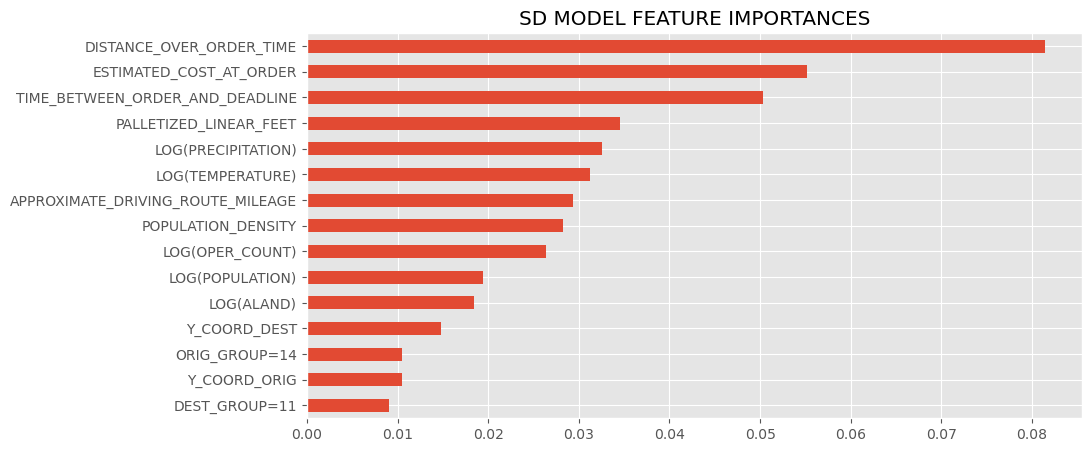 SD MODEL FEATURE IMPORTANCES
DISTANCE_OVER_ORDER_TIME
ESTIMATED_COST_AT_ORDER
TIME_BETWEEN_ORDER_AND_DEADLINE
PALLETIZED_LINEAR_FEET
LOG(PRECIPITATION)
LOG(TEMPERATURE)
APPROXIMATE_DRIVING_ROUTE_MILEAGE
POPULATION_DENSITY
LOG(OPER_COUNT)
LOG(POPULATION)
LOG(ALAND)
Y_COORD_DEST
ORIG_GROUP=14
Y_COORD_ORIG
DEST_GROUP=11
0.00 0.01 0.02 0.03 0.04 0.05 0.06 0.07 0.08